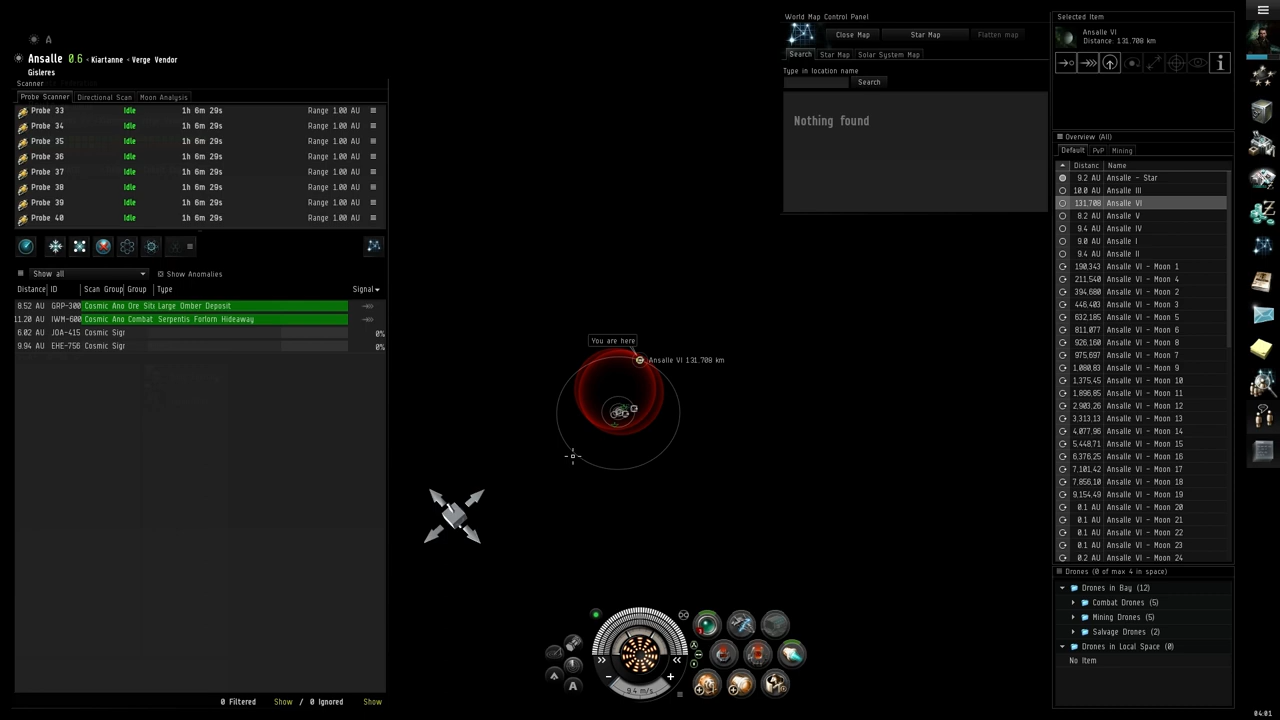 A
Ansalle 0.6 ‹ Kiartanne ‹ Verge Vendor
Gisleres
Scanner
Probe Scanner Directional Scan Moon Analysis
Probe 33 Idle 1h 6m 29s Range 1.00 AU
Probe 34 Idle 1h 6m 29s Range 1.00 AU
Probe 35 Idle 1h 6m 29s Range 1.00 AU
Probe 36 Idle 1h 6m 29s Range 1.00 AU
Probe 37 Idle 1h 6m 29s Range 1.00 AU
Probe 38 Idle 1h 6m 29s Range 1.00 AU
Probe 39 Idle 1h 6m 29s Range 1.00 AU
Probe 40 Idle 1h 6m 29s Range 1.00 AU
Show all Show Anomalies
Distance ID Scan Group Group Type Signal
8.52 AU GRP-300 Cosmic Ano Ore Site Large Omber Deposit
11.20 AU IWM-600 Cosmic Ano Combat Serpentis Forlorn Hideaway
6.02 AU JOA-415 Cosmic Sigr 0%
9.94 AU EHE-756 Cosmic Sigr 0%
0 Filtered Show / 0 Ignored Show
You are here
Ansalle VI 131.708 km
9.4 m/s
World Map Control Panel
Close Map Star Map Flatten map
Search Star Map Solar System Map
Type in location name
Search
Nothing found
Selected Item
Ansalle VI
Distance: 131.708 km
Overview (All)
Default PvP Mining
Distanc Name
9.2 AU Ansalle - Star
10.0 AU Ansalle III
131.708 Ansalle VI
8.2 AU Ansalle V
9.4 AU Ansalle IV
9.0 AU Ansalle I
9.4 AU Ansalle II
190,343 Ansalle VI - Moon 1
211,540 Ansalle VI - Moon 4
394,680 Ansalle VI - Moon 2
446,403 Ansalle VI - Moon 3
632,185 Ansalle VI - Moon 5
811,077 Ansalle VI - Moon 6
926,160 Ansalle VI - Moon 8
975,697 Ansalle VI - Moon 7
1,080,83 Ansalle VI - Moon 9
1,375,45 Ansalle VI - Moon 10
1,896,85 Ansalle VI - Moon 11
2,903,26 Ansalle VI - Moon 12
3,313,13 Ansalle VI - Moon 13
4,077,96 Ansalle VI - Moon 14
5,448,71 Ansalle VI - Moon 15
6,376,25 Ansalle VI - Moon 16
7,101,42 Ansalle VI - Moon 17
7,856,10 Ansalle VI - Moon 18
9,154,49 Ansalle VI - Moon 19
0.1 AU Ansalle VI - Moon 20
0.1 AU Ansalle VI - Moon 21
0.1 AU Ansalle VI - Moon 22
0.1 AU Ansalle VI - Moon 23
0.2 AU Ansalle VI - Moon 24
Drones (0 of max 4 in space)
Drones in Bay (12)
Combat Drones (5)
Mining Drones (5)
Salvage Drones (2)
Drones in Local Space (0)
No Item
04:01